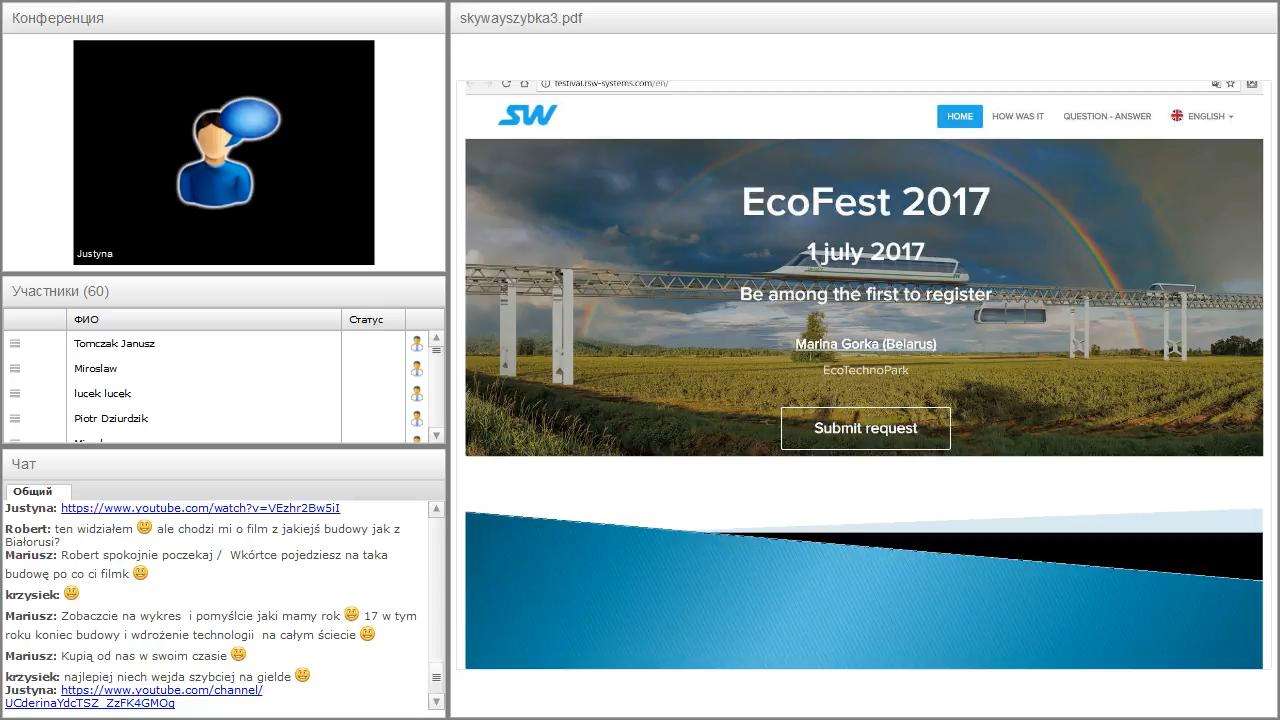 Конференция
Justyna
Участники (60)
ФИО Статус
Tomczak Janusz
Miroslaw
lucek lucek
Piotr Dziurdzik
Чат
Общий
Justyna: https://www.youtube.com/watch?v=VEzhr2Bw5iI
Robert: ten widziałem ale chodzi mi o film z jakiejś budowy jak z
Białorusi?
Mariusz: Robert spokojnie poczekaj / Wkórtce pojedziesz na taka
budowę po co ci filmk
krzysiek:
Mariusz: Zobaczcie na wykres i pomyślcie jaki mamy rok 17 w tym
roku koniec budowy i wdrożenie technologii na całym ściecie
Mariusz: Kupią od nas w swoim czasie
krzysiek: najlepiej niech wejda szybciej na gielde
Justyna: https://www.youtube.com/channel/
UCderinaYdcTSZ_ZzFK4GMOg
skywayszybka3.pdf
festival.rsw-systems.com/en/
SW
HOME HOW WAS IT QUESTION - ANSWER ENGLISH
EcoFest 2017
1 july 2017
Be among the first to register
Marina Gorka (Belarus)
EcoTechnoPark
Submit request